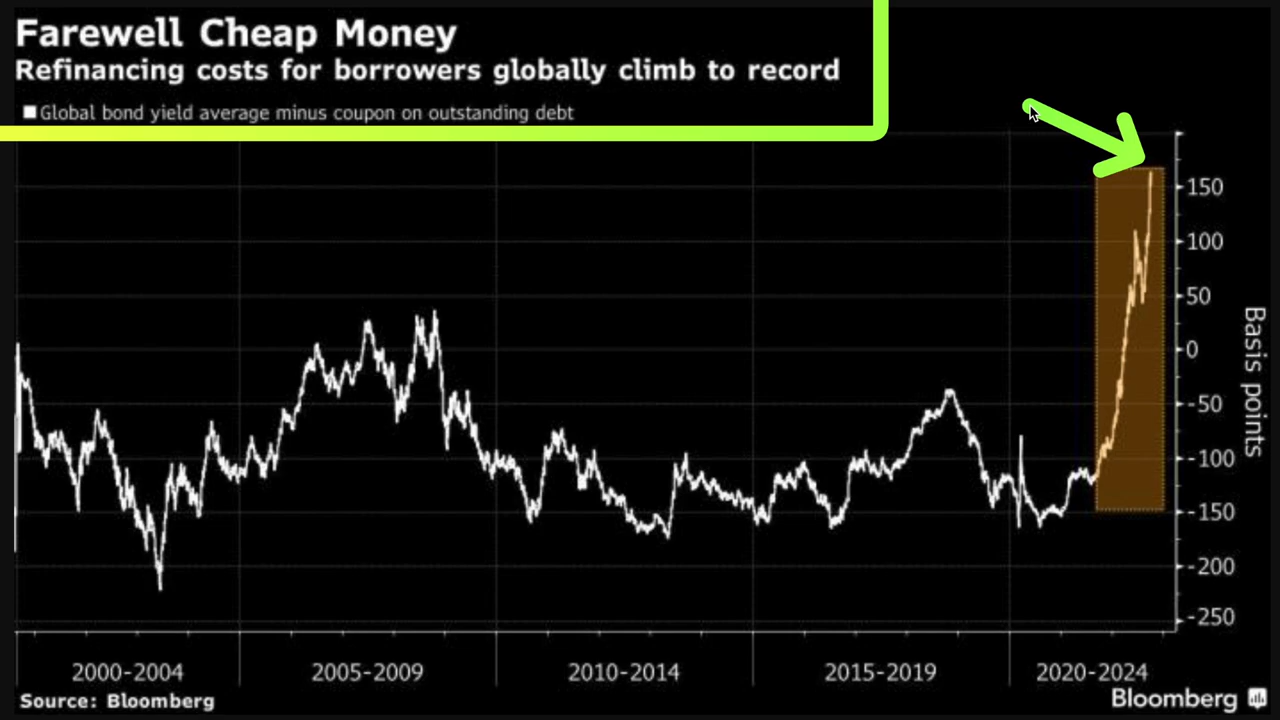 Farewell Cheap Money
Refinancing costs for borrowers globally climb to record
Global bond yield average minus coupon on outstanding debt
150
100
50
0
-50
-100
-150
-200
-250
Basis points
2000-2004 2005-2009 2010-2014 2015-2019 2020-2024
Source: Bloomberg
Bloomberg